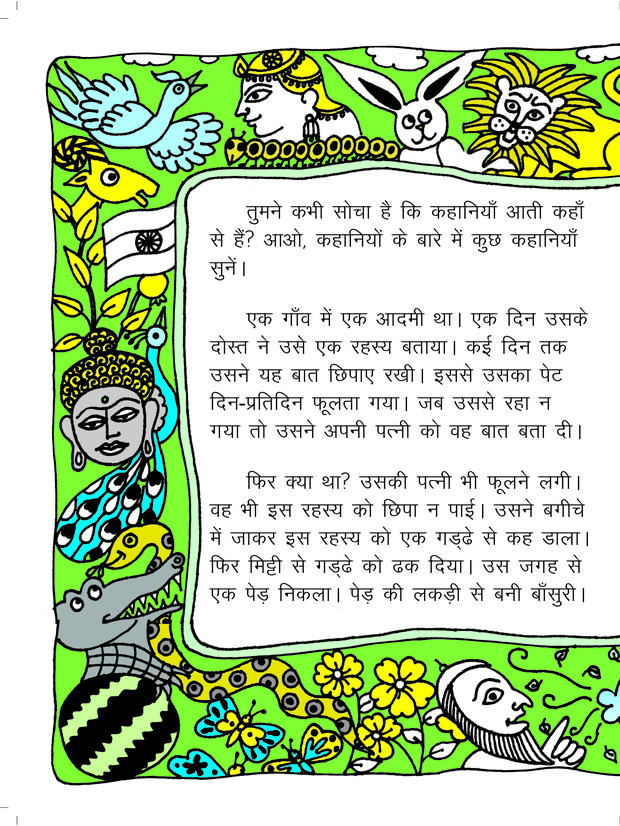 तुमने कभी सोचा है कि कहानियाँ आती कहाँ
से हैं? आओ, कहानियों के बारे में कुछ कहानियाँ
सुनें।
एक गाँव में एक आदमी था। एक दिन उसके
दोस्त ने उसे एक रहस्य बताया। कई दिन तक
उसने यह बात छिपाए रखी। इससे उसका पेट
दिन-प्रतिदिन फूलता गया। जब उससे रहा न
गया तो उसने अपनी पत्नी को वह बात बता दी।
फिर क्या था? उसकी पत्नी भी फूलने लगी।
वह भी इस रहस्य को छिपा न पाई। उसने बगीचे
में जाकर इस रहस्य को एक गड्ढे से कह डाला।
फिर मिट्टी से गड्ढे को ढक दिया। उस जगह से
एक पेड़ निकला। पेड़ की लकड़ी से बनी बाँसुरी।